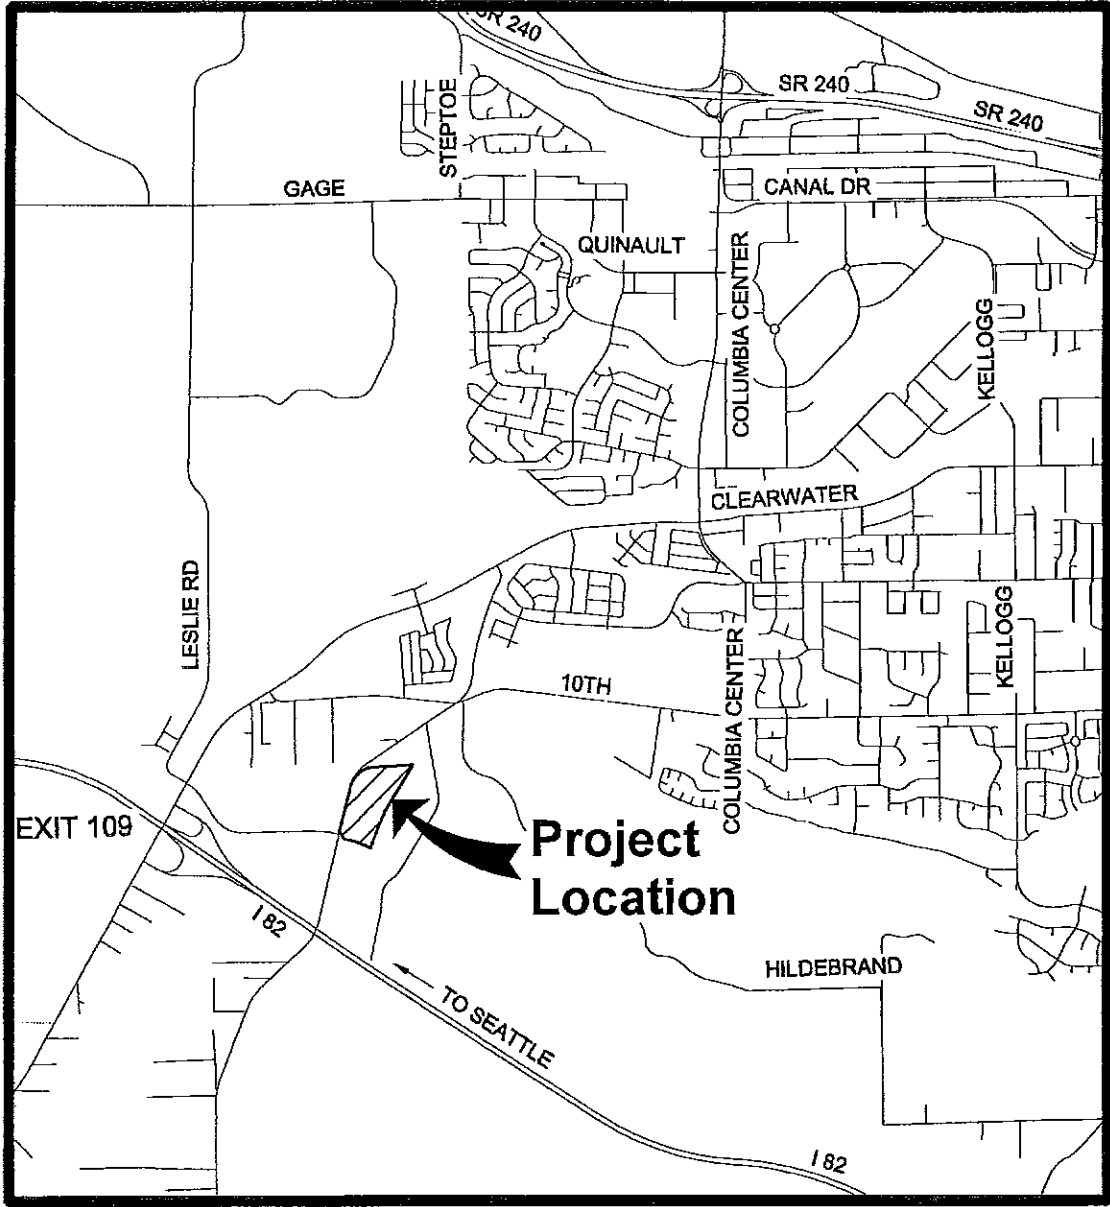 SR 240
SR 240
SR 240
STEPTOE
GAGE
CANAL DR
QUINAULT
COLUMBIA CENTER
KELLOGG
CLEARWATER
LESLIE RD
KELLOGG
10TH
COLUMBIA CENTER
EXIT 109
Project
Location
I 82
HILDEBRAND
TO SEATTLE
I 82